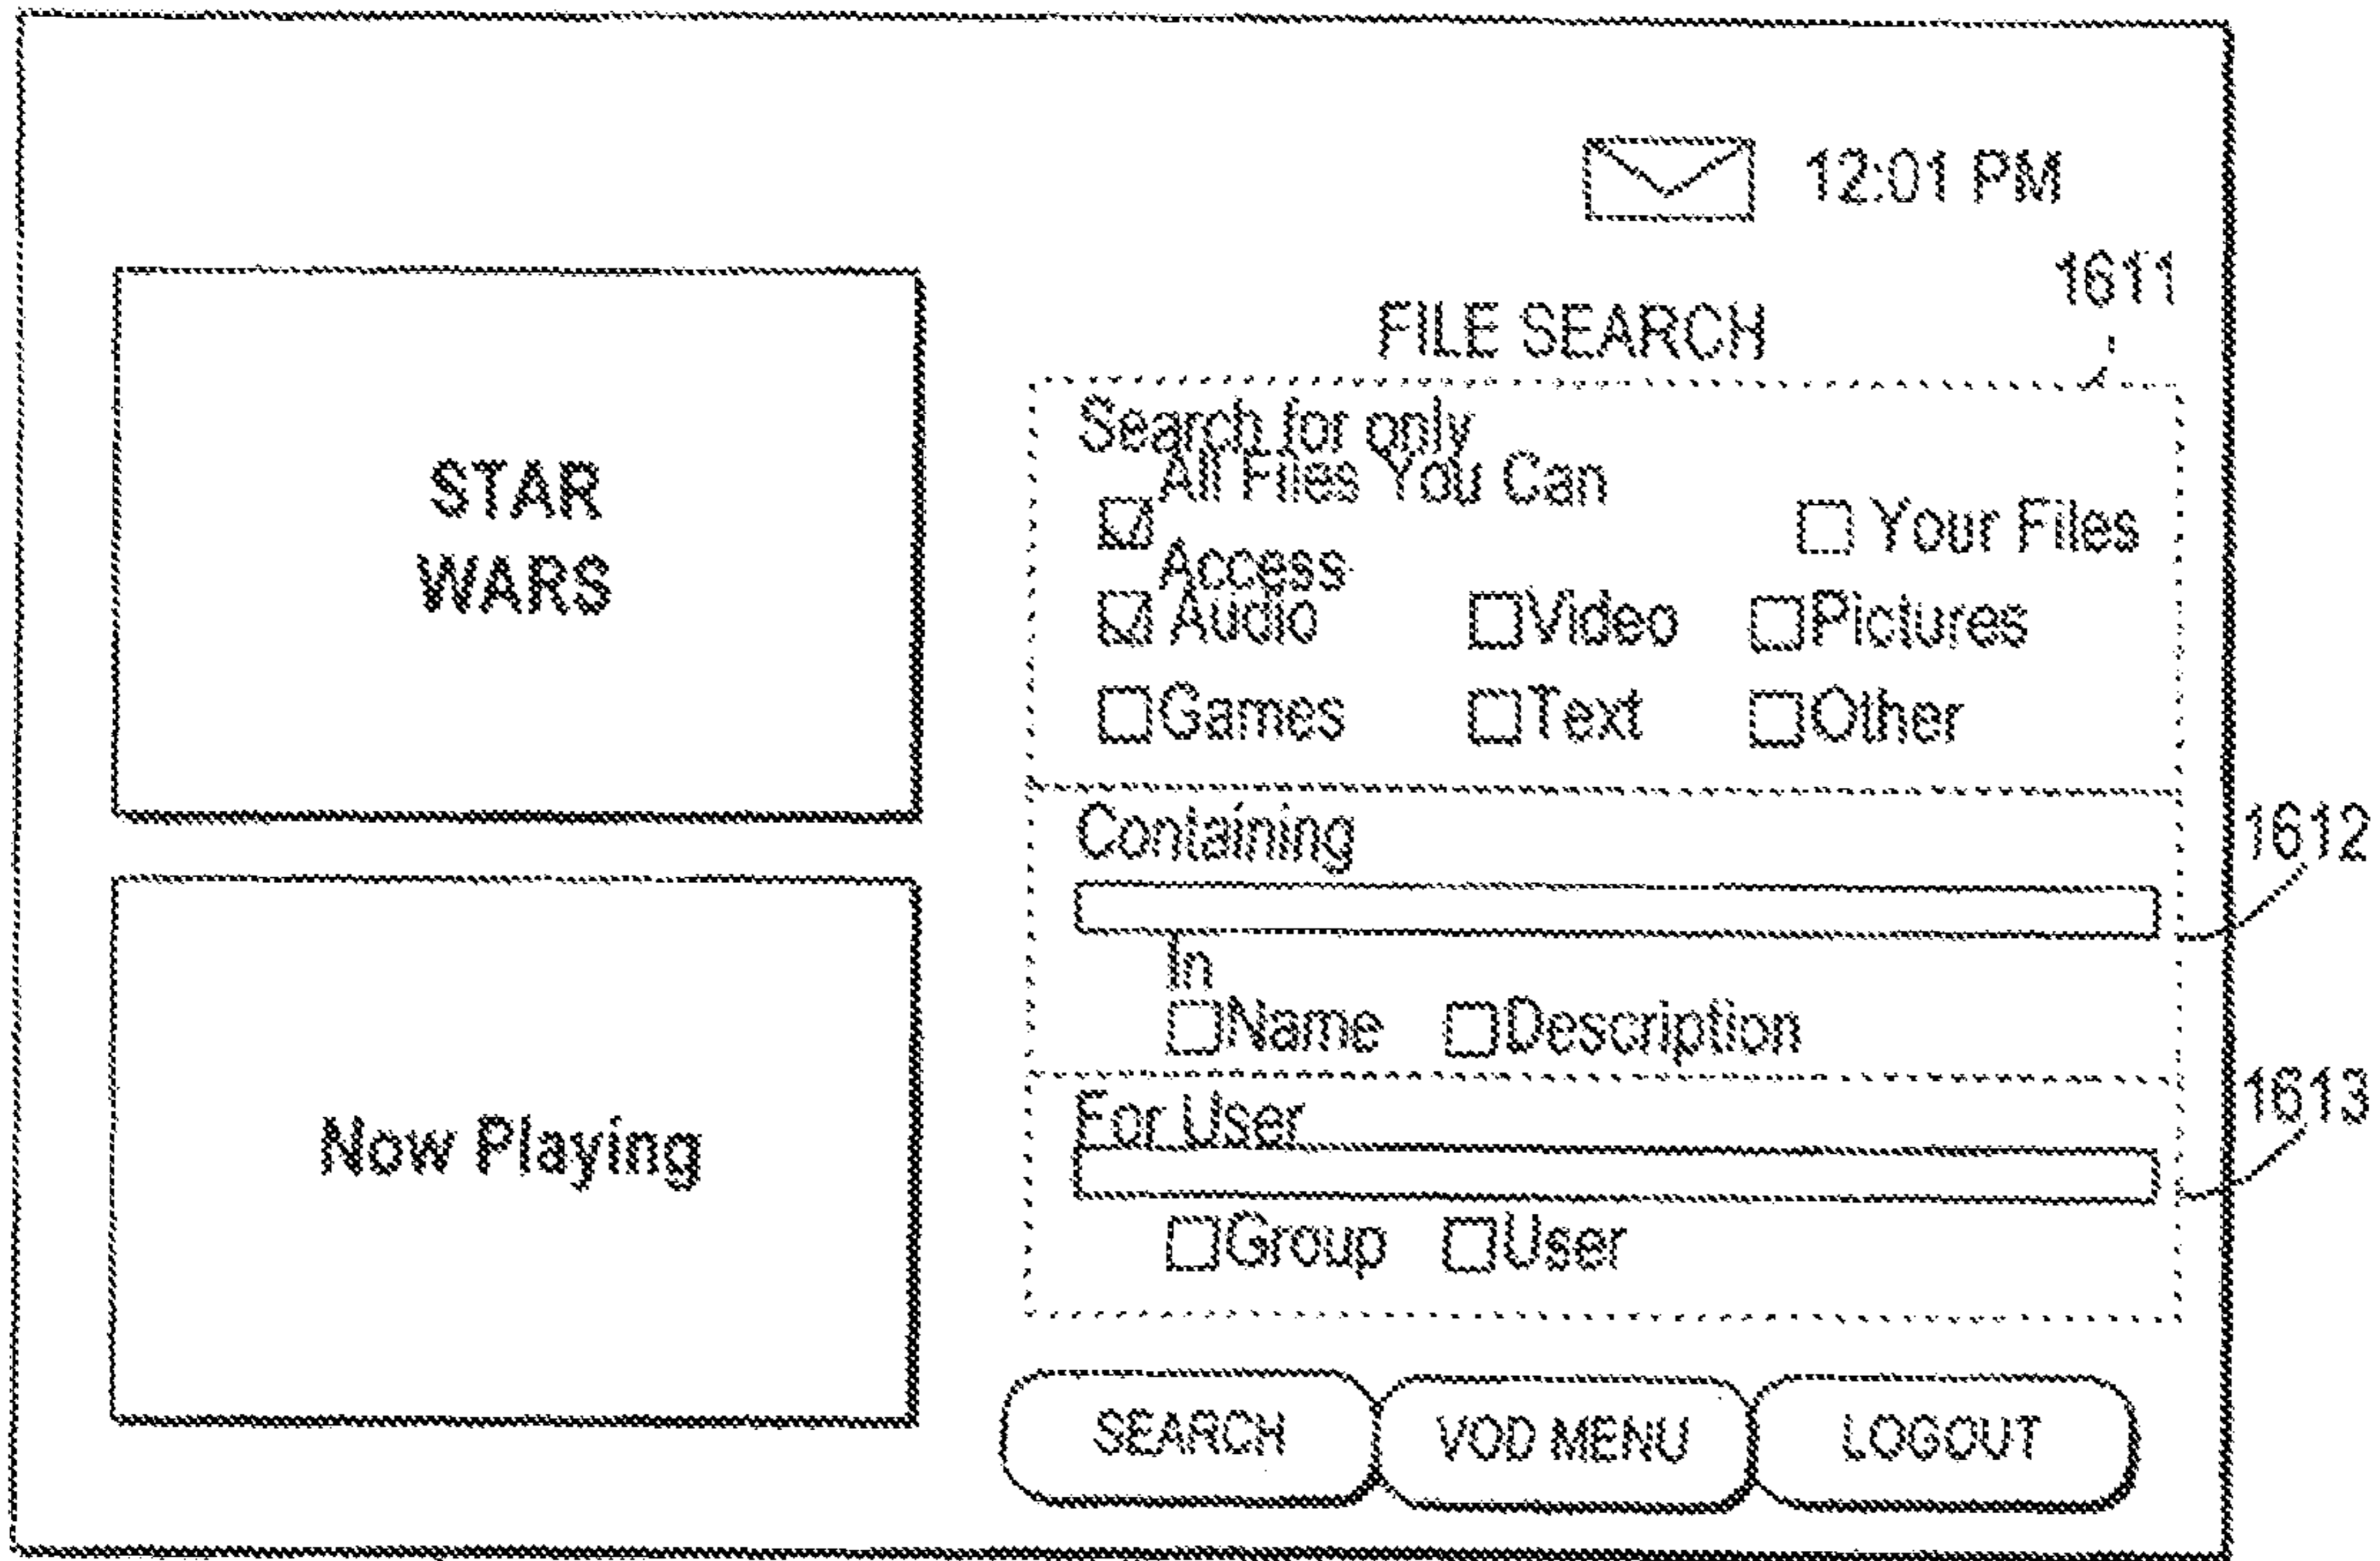 12:01 PM
1611
FILE SEARCH
STAR
WARS
Search for only
All Files You Can
Access
Your Files
Audio Video Pictures
Games Text Other
Containing
1612
In
Name Description
For User
1613
Now Playing
Group User
SEARCH VOD MENU LOGOUT